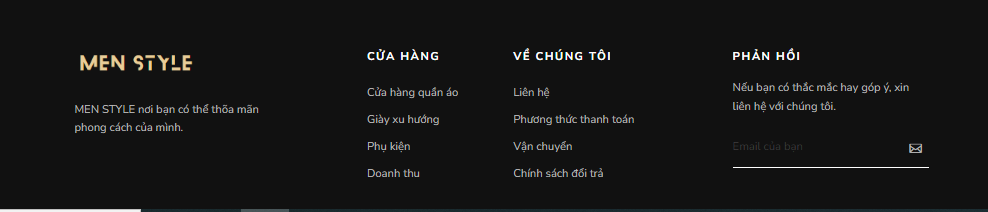 MEN STYLE
MEN STYLE nơi bạn có thể thõa mãn
phong cách của mình.
CỬA HÀNG
Cửa hàng quần áo
Giày xu hướng
Phụ kiện
Doanh thu
VỀ CHÚNG TÔI
Liên hệ
Phương thức thanh toán
Vận chuyển
Chính sách đổi trả
PHẢN HỒI
Nếu bạn có thắc mắc hay góp ý, xin
liên hệ với chúng tôi.
Email của bạn